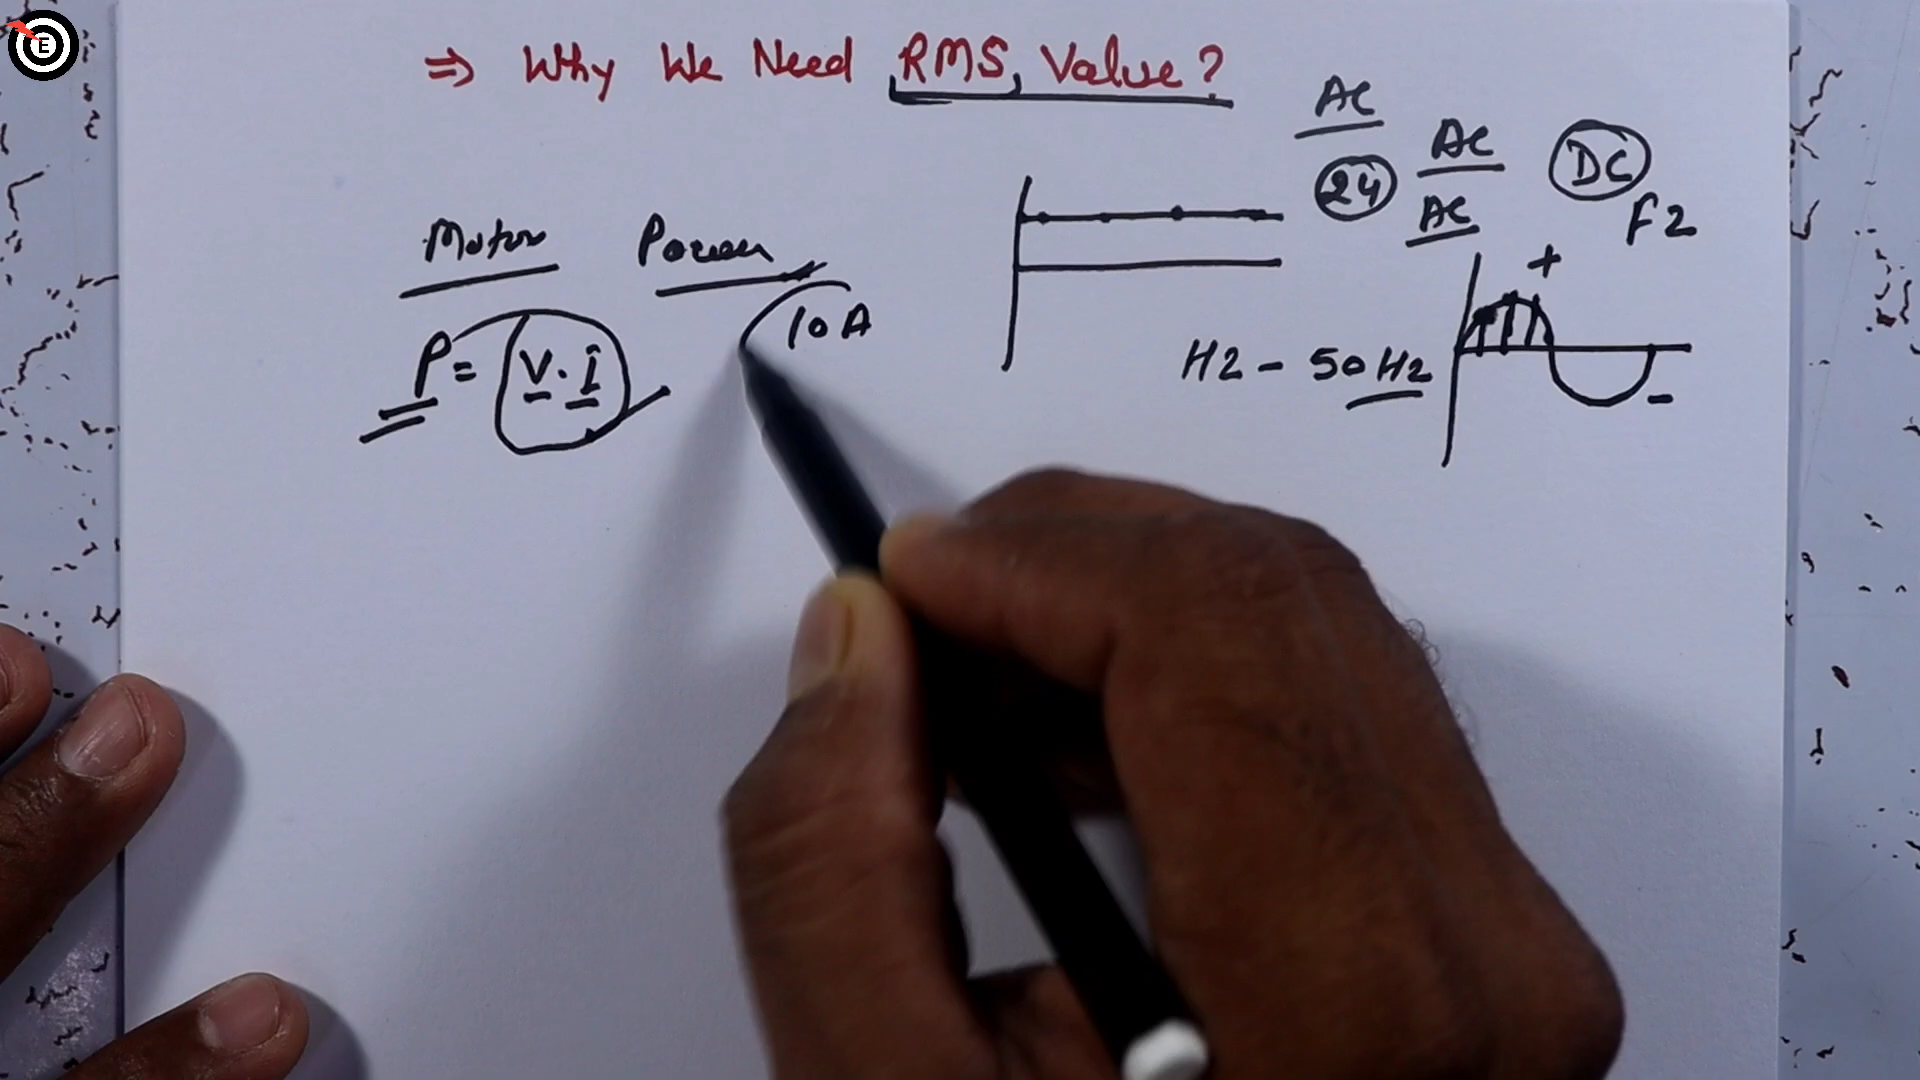 ⇒ Why We Need RMS Value?
AC
AC
DC
24
AC
F2
Motor Power
+
10 A
P = V. I
HZ - 50 HZ
-
E